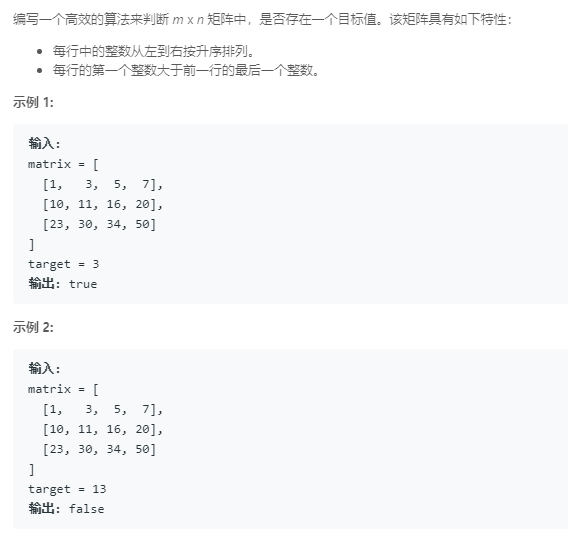 编写一个高效的算法来判断 m x n 矩阵中，是否存在一个目标值。该矩阵具有如下特性：
• 每行中的整数从左到右按升序排列。
• 每行的第一个整数大于前一行的最后一个整数。
示例 1:
输入:
matrix = [
  [1,   3,  5,  7],
  [10, 11, 16, 20],
  [23, 30, 34, 50]
]
target = 3
输出: true
示例 2:
输入:
matrix = [
  [1,   3,  5,  7],
  [10, 11, 16, 20],
  [23, 30, 34, 50]
]
target = 13
输出: false